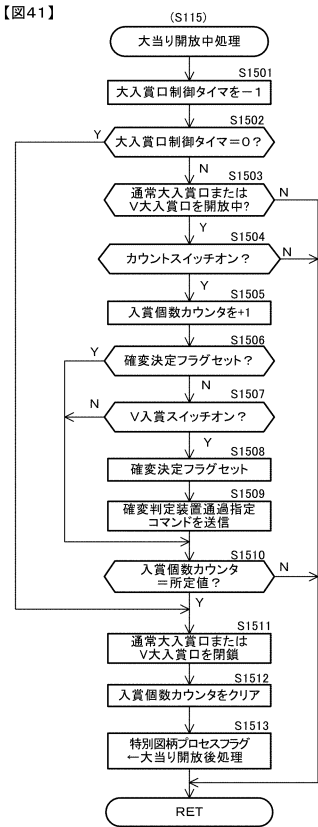 【図41】
(S115)
大当り開放中処理
S1501
大入賞口制御タイマを－1
S1502
Y
大入賞口制御タイマ＝0？
N
S1503
通常大入賞口または
V大入賞口を開放中?
N
Y
S1504
カウントスイッチオン？
N
Y
S1505
入賞個数カウンタを+1
S1506
Y
確変決定フラグセット？
N
S1507
N
V入賞スイッチオン？
Y
S1508
確変決定フラグセット
S1509
確変判定装置通過指定
コマンドを送信
S1510
入賞個数カウンタ
＝所定値？
N
Y
S1511
通常大入賞口または
V大入賞口を閉鎖
S1512
入賞個数カウンタをクリア
S1513
特別図柄プロセスフラグ
←大当り開放後処理
RET